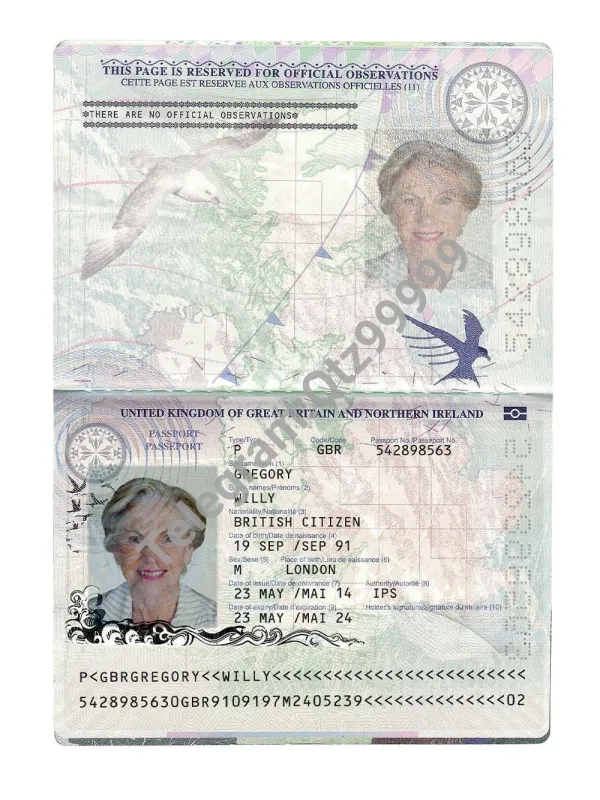 THIS PAGE IS RESERVED FOR OFFICIAL OBSERVATIONS
CETTE PAGE EST RESERVEE AUX OBSERVATIONS OFFICIELLES (11)
*THERE ARE NO OFFICIAL OBSERVATIONS*
UNITED KINGDOM OF GREAT BRITAIN AND NORTHERN IRELAND
PASSPORT
PASSEPORT
Type/Type
Code/Code
Passport No./Passeport No.
P
GBR
542898563
(1)
GREGORY
names/Prénoms (2)
WILLY
Nationality/Nationalité (3)
BRITISH CITIZEN
Date of birth/Date de naissance (4)
19 SEP /SEP 91
Sex/Sexe (5)
Place of birth/Lieu de naissance (6)
M
LONDON
Date of issue/Date de délivrance (7)
Authority/Autorité (8)
23 MAY /MAI 14
IPS
Date of expiry/Date d'expiration (9)
Holder's signature/Signature du titulaire (10)
23 MAY /MAI 24
P<GBRGREGORY<<WILLY<<<<<<<<<<<<<<<<<<<<<<<<<
5428985630GBR9109197M2405239<<<<<<<<<<<<<<02